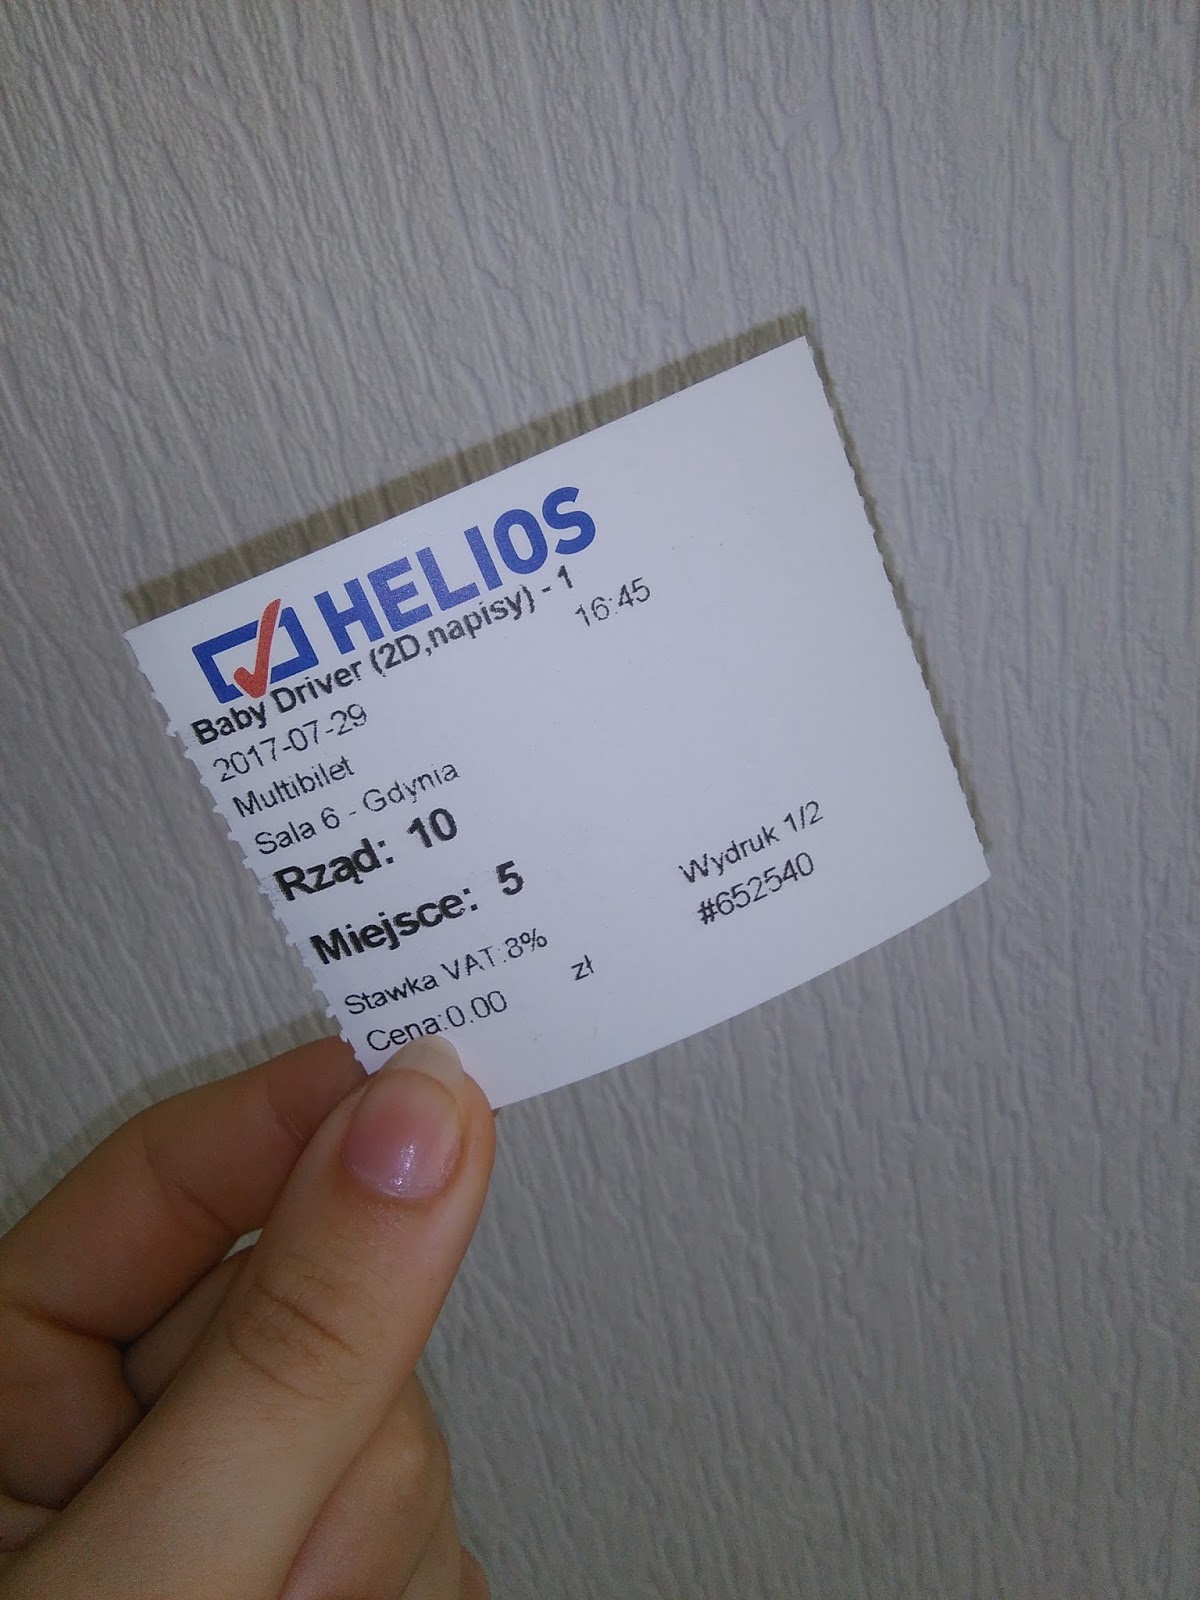 HELIOS
Baby Driver (2D,napisy) - 1
2017-07-29 16:45
Multibilet
Sala 6 - Gdynia
Rząd: 10
Miejsce: 5 Wydruk 1/2
Stawka VAT:8% #652540
Cena:0.00 zł